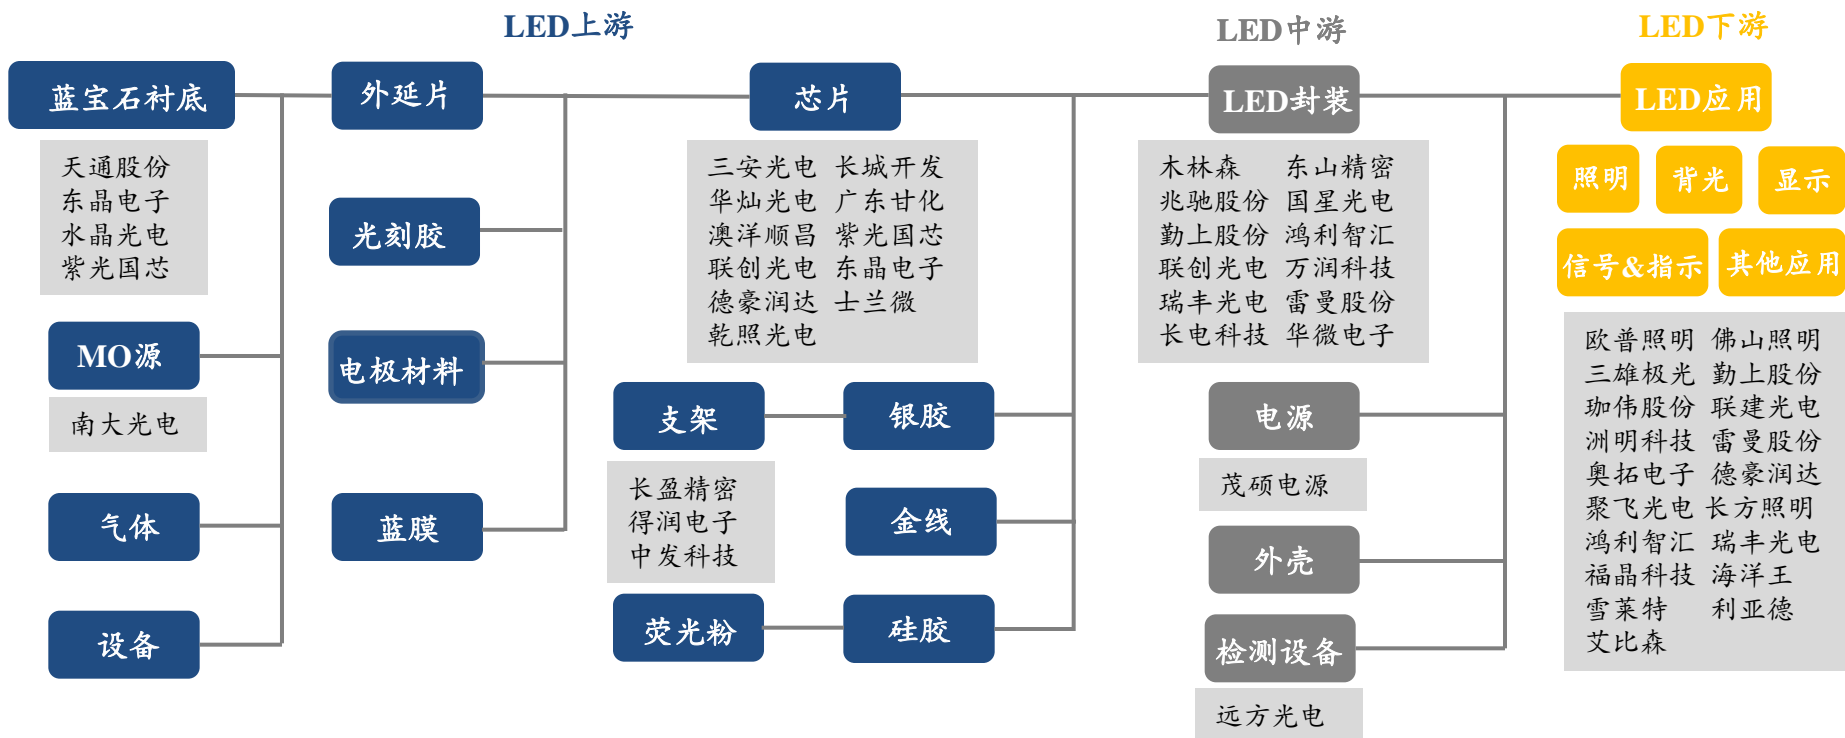 LED上游
LED中游
LED下游
蓝宝石衬底
外延片
芯片
LED封装
LED应用
天通股份
东晶电子
水晶光电
紫光国芯
MO源
南大光电
气体
设备
光刻胶
电极材料
蓝膜
三安光电 长城开发
华灿光电 广东甘化
澳洋顺昌 紫光国芯
联创光电 东晶电子
德豪润达 士兰微
乾照光电
支架
银胶
长盈精密
得润电子
中发科技
金线
荧光粉
硅胶
木林森 东山精密
兆驰股份 国星光电
勤上股份 鸿利智汇
联创光电 万润科技
瑞丰光电 雷曼股份
长电科技 华微电子
电源
茂硕电源
外壳
检测设备
远方光电
照明 背光 显示
信号&指示 其他应用
欧普照明 佛山照明
三雄极光 勤上股份
珈伟股份 联建光电
洲明科技 雷曼股份
奥拓电子 德豪润达
聚飞光电 长方照明
鸿利智汇 瑞丰光电
福晶科技 海洋王
雪莱特 利亚德
艾比森